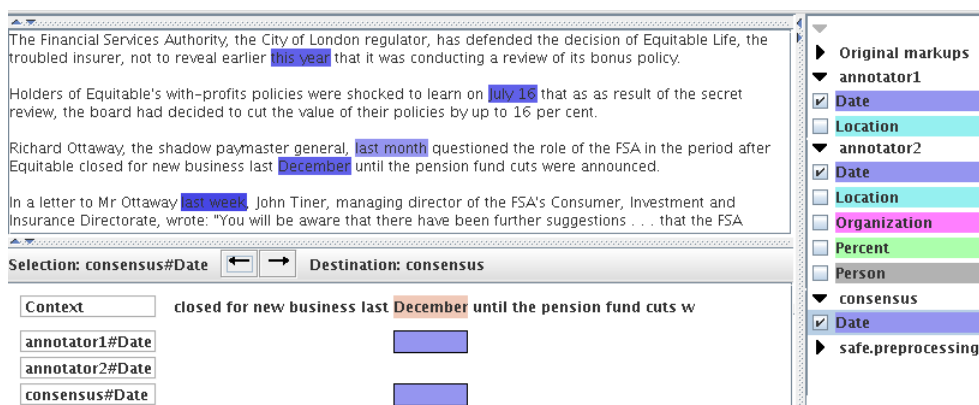 The Financial Services Authority, the City of London regulator, has defended the decision of Equitable Life, the
troubled insurer, not to reveal earlier this year that it was conducting a review of its bonus policy.
Holders of Equitable's with-profits policies were shocked to learn on July 16 that as as result of the secret
review, the board had decided to cut the value of their policies by up to 16 per cent.
Richard Ottaway, the shadow paymaster general, last month questioned the role of the FSA in the period after
Equitable closed for new business last December until the pension fund cuts were announced.
In a letter to Mr Ottaway last week, John Tiner, managing director of the FSA's Consumer, Investment and
Insurance Directorate, wrote: "You will be aware that there have been further suggestions . . . that the FSA
Selection: consensus#Date Destination: consensus
Context closed for new business last December until the pension fund cuts w
annotator1#Date
annotator2#Date
consensus#Date
Original markups
annotator1
Date
Location
annotator2
Date
Location
Organization
Percent
Person
consensus
Date
safe.preprocessing